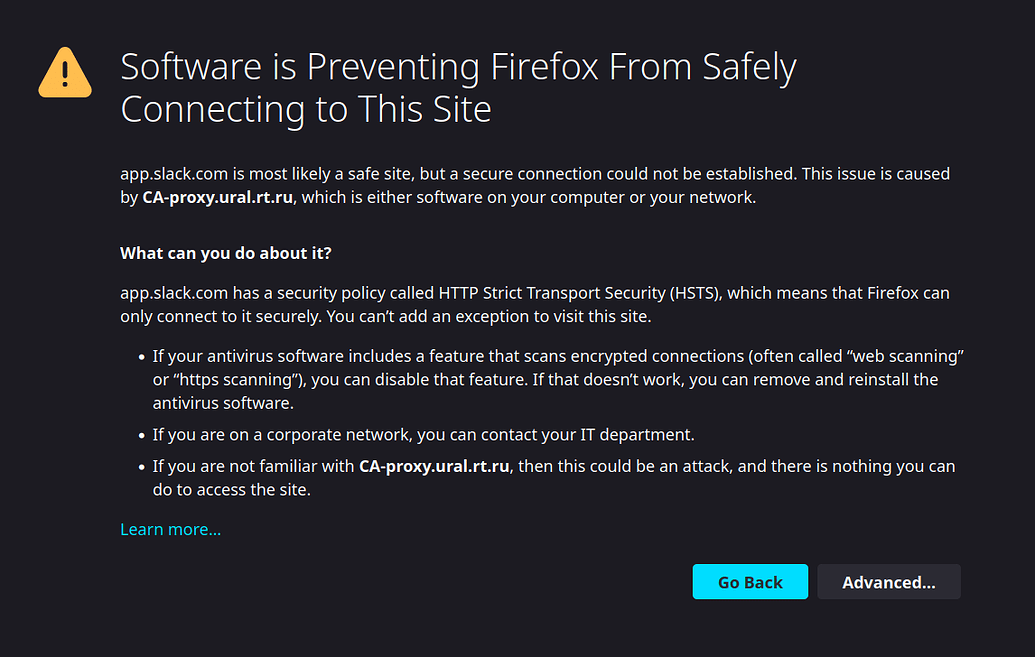 Software is Preventing Firefox From Safely
Connecting to This Site
app.slack.com is most likely a safe site, but a secure connection could not be established. This issue is caused
by CA-proxy.ural.rt.ru, which is either software on your computer or your network.
What can you do about it?
app.slack.com has a security policy called HTTP Strict Transport Security (HSTS), which means that Firefox can
only connect to it securely. You can’t add an exception to visit this site.
• If your antivirus software includes a feature that scans encrypted connections (often called “web scanning”
or “https scanning”), you can disable that feature. If that doesn’t work, you can remove and reinstall the
antivirus software.
• If you are on a corporate network, you can contact your IT department.
• If you are not familiar with CA-proxy.ural.rt.ru, then this could be an attack, and there is nothing you can
do to access the site.
Learn more…
Go Back
Advanced…